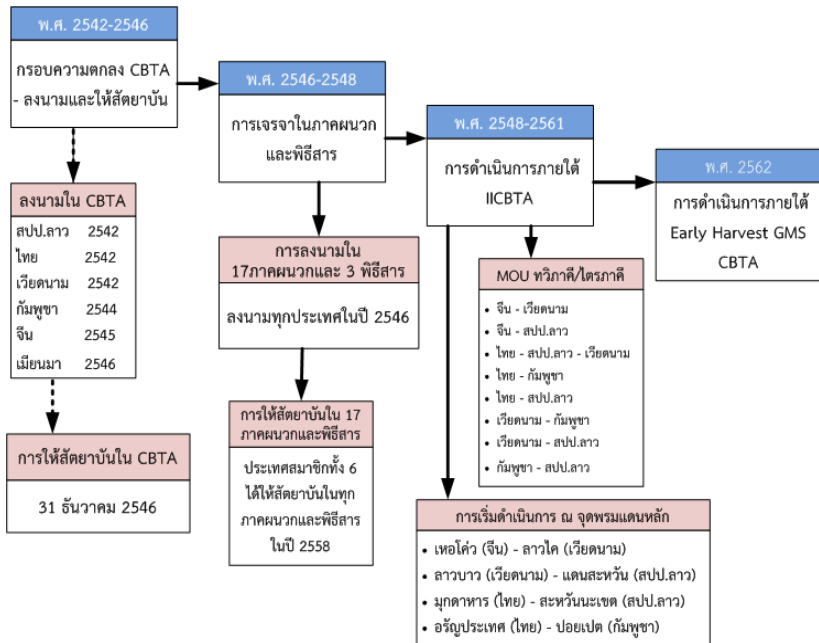 พ.ศ. 2542-2546
กรอบความตกลง CBTA
- ลงนามและให้สัตยาบัน
ลงนามใน CBTA
สปป.ลาว 2542
ไทย 2542
เวียดนาม 2542
กัมพูชา 2544
จีน 2545
เมียนมา 2546
การให้สัตยาบันใน CBTA
31 ธันวาคม 2546
พ.ศ. 2546-2548
การเจรจาในภาคผนวก
และพิธีสาร
การลงนามใน
17ภาคผนวกและ 3 พิธีสาร
ลงนามทุกประเทศในปี 2546
การให้สัตยาบันใน 17
ภาคผนวกและพิธีสาร
ประเทศสมาชิกทั้ง 6
ได้ให้สัตยาบันในทุก
ภาคผนวกและพิธีสาร
ในปี 2558
พ.ศ. 2548-2561
การดำเนินการภายใต้
IICBTA
MOU ทวิภาคี/ไตรภาคี
• จีน - เวียดนาม
• จีน - สปป.ลาว
• ไทย - สปป.ลาว - เวียดนาม
• ไทย - กัมพูชา
• ไทย - สปป.ลาว
• เวียดนาม - กัมพูชา
• เวียดนาม - สปป.ลาว
• กัมพูชา - สปป.ลาว
การเริ่มดำเนินการ ณ จุดพรมแดนหลัก
• เหอโค่ว (จีน) - ลาวไค (เวียดนาม)
• ลาวบาว (เวียดนาม) - แดนสะหวัน (สปป.ลาว)
• มุกดาหาร (ไทย) - สะหวันนะเขต (สปป.ลาว)
• อรัญประเทศ (ไทย) - ปอยเปต (กัมพูชา)
พ.ศ. 2562
การดำเนินการภายใต้
Early Harvest GMS
CBTA